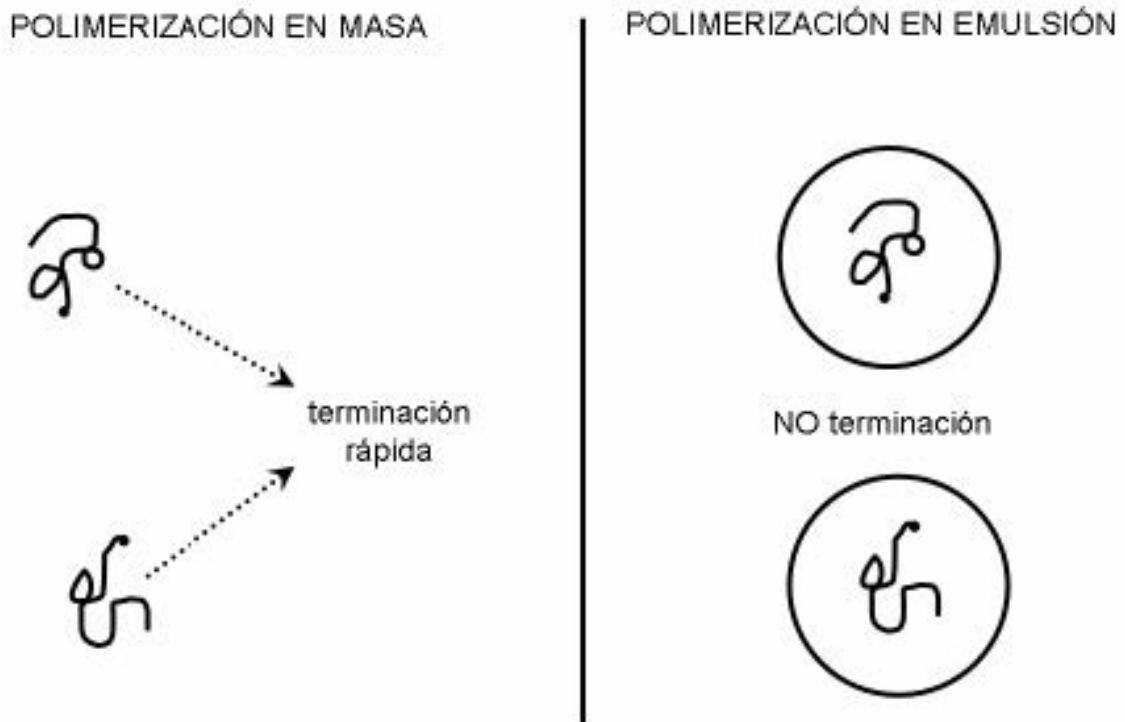 POLIMERIZACIÓN EN MASA
terminación
rápida
POLIMERIZACIÓN EN EMULSIÓN
NO terminación